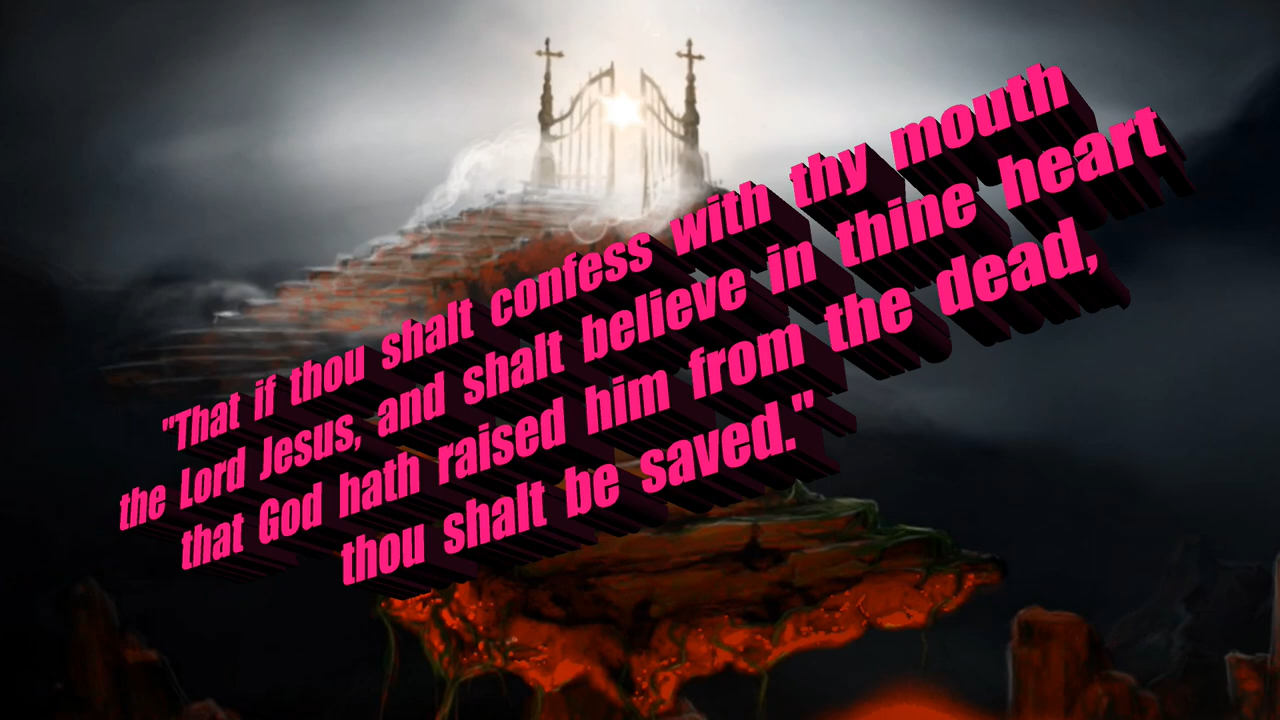 "That if thou shalt confess with thy mouth
the Lord Jesus, and shalt believe in thine heart
that God hath raised him from the dead,
thou shalt be saved."